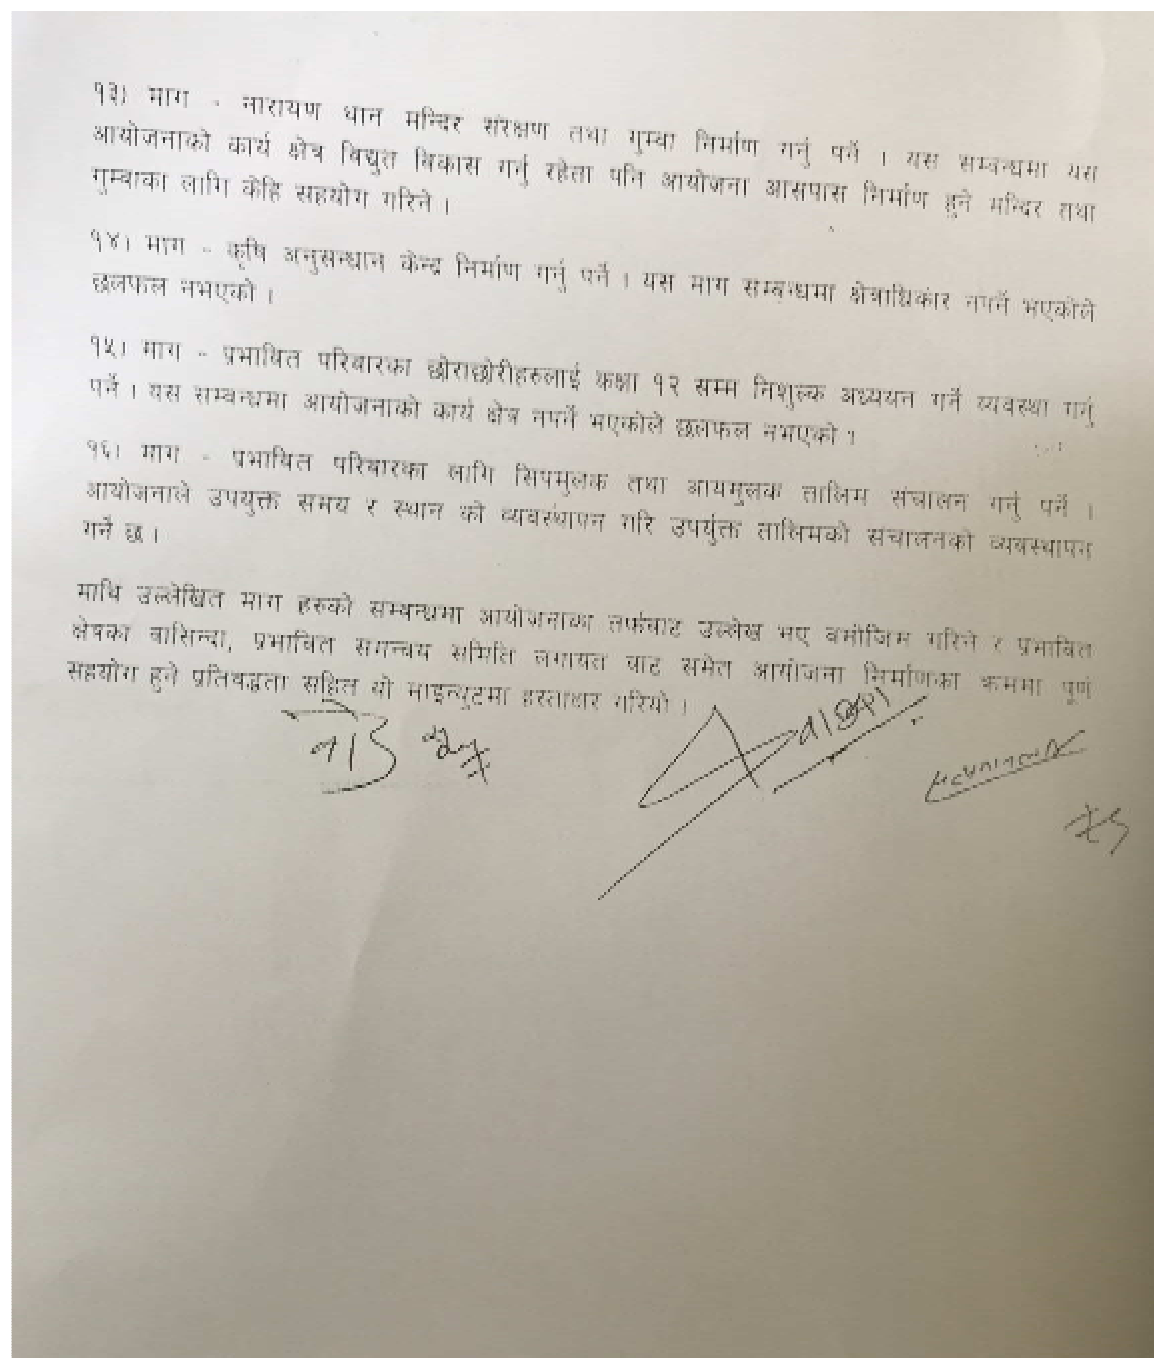 १३। माग - नारायण थान मन्दिर संरक्षण तथा गुम्बा निर्माण गर्नु पर्ने । यस सम्बन्धमा यस
आयोजनाको कार्य क्षेत्र विद्युत विकास गर्नु रहेता पनि आयोजना आसपास निर्माण हुने मन्दिर तथा
गुम्बाका लागि केहि सहयोग गरिने ।
१४। माग - कृषि अनुसन्धान केन्द्र निर्माण गर्नु पर्ने । यस माग सम्बन्धमा क्षेत्राधिकार नपर्ने भएकोले
छलफल नभएको ।
१५। माग - प्रभावित परिवारका छोराछोरीहरुलाई कक्षा १२ सम्म निशुल्क अध्ययन गर्ने व्यवस्था गर्नु
पर्ने । यस सम्बन्धमा आयोजनाको कार्य क्षेत्र नपर्ने भएकोले छलफल नभएको ।
१६। माग - प्रभावित परिवारका लागि सिपमुलक तथा आयमुलक तालिम संचालन गर्नु पर्ने ।
आयोजनाले उपयुक्त समय र स्थान को व्यवस्थापन गरि उपर्युक्त तालिमको संचालनको व्यवस्थापन
गर्ने छ ।
माथि उल्लेखित माग हरुको सम्बन्धमा आयोजनाका तर्फबाट उल्लेख भए बमोजिम गरिने र प्रभावित
क्षेत्रका बासिन्दा, प्रभावित समन्वय समिति लगायत बाट समेत आयोजना निर्माणका क्रममा पूर्ण
सहयोग हुने प्रतिबद्धता सहित यो माइन्युटमा हस्ताक्षर गरियो ।